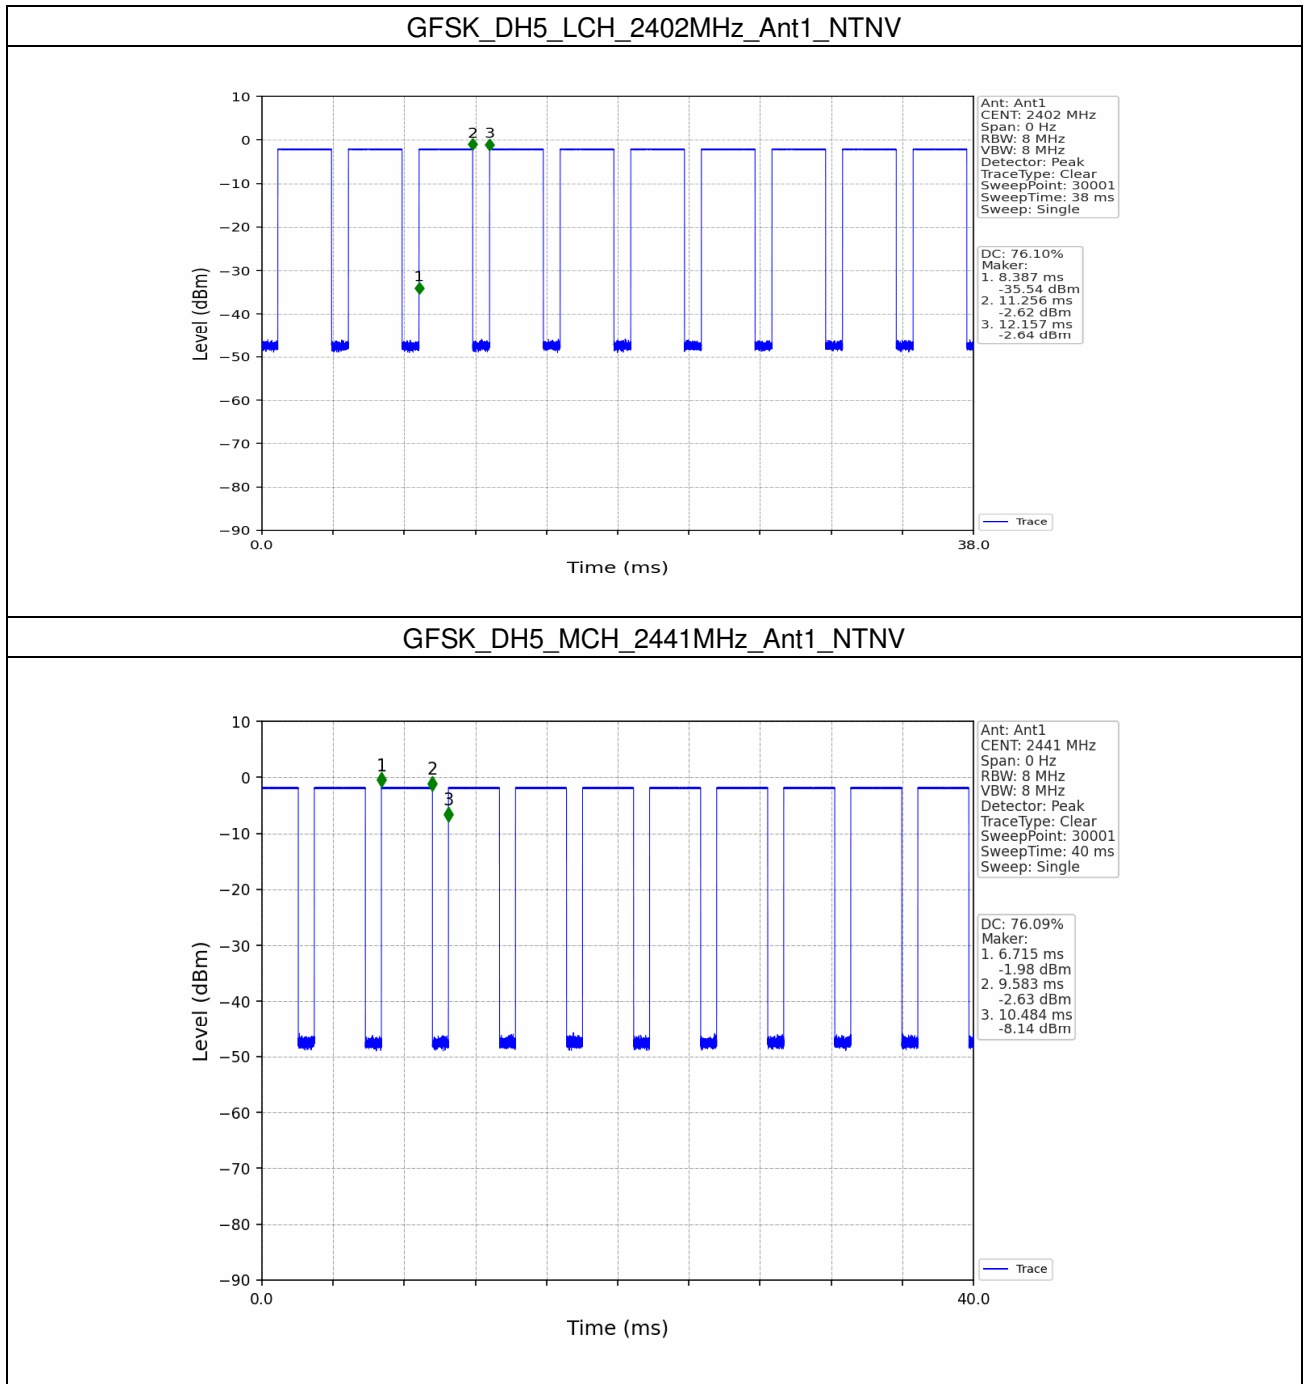 GFSK_DH5_LCH_2402MHz_Ant1_NTNV
10
0
−10
−20
−30
−40
−50
−60
−70
−80
−90
Level (dBm)
1
2
3
0.0
38.0
Time (ms)
Ant: Ant1
CENT: 2402 MHz
Span: 0 Hz
RBW: 8 MHz
VBW: 8 MHz
Detector: Peak
TraceType: Clear
SweepPoint: 30001
SweepTime: 38 ms
Sweep: Single
DC: 76.10%
Maker:
1. 8.387 ms
-35.54 dBm
2. 11.256 ms
-2.62 dBm
3. 12.157 ms
-2.64 dBm
Trace
GFSK_DH5_MCH_2441MHz_Ant1_NTNV
10
0
−10
−20
−30
−40
−50
−60
−70
−80
−90
Level (dBm)
1
2
3
0.0
40.0
Time (ms)
Ant: Ant1
CENT: 2441 MHz
Span: 0 Hz
RBW: 8 MHz
VBW: 8 MHz
Detector: Peak
TraceType: Clear
SweepPoint: 30001
SweepTime: 40 ms
Sweep: Single
DC: 76.09%
Maker:
1. 6.715 ms
-1.98 dBm
2. 9.583 ms
-2.63 dBm
3. 10.484 ms
-8.14 dBm
Trace